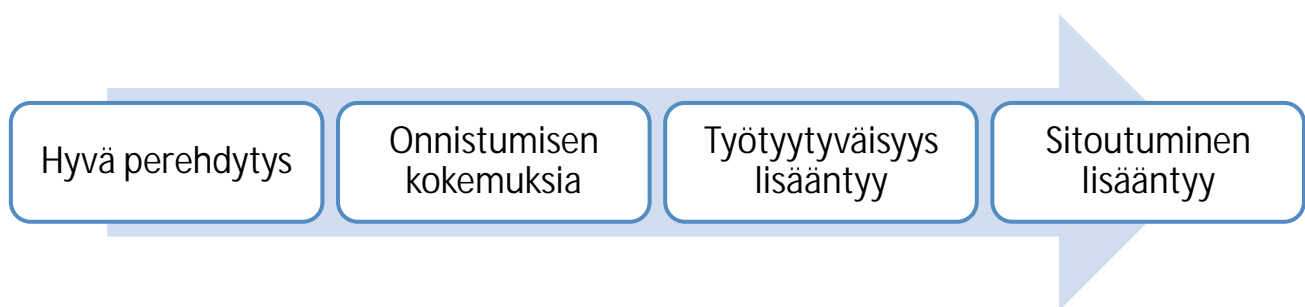 Hyvä perehdytys
Onnistumisen
kokemuksia
Työtyytyväisyys
lisääntyy
Sitoutuminen
lisääntyy